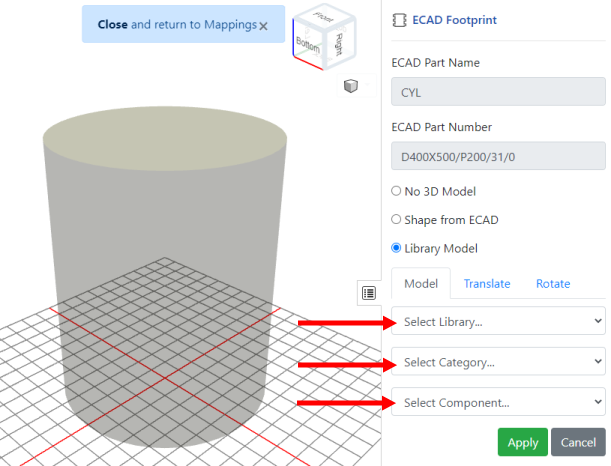 Close and return to Mappings ×
Front
Bottom
Right
ECAD Footprint
ECAD Part Name
CYL
ECAD Part Number
D400X500/P200/31/0
No 3D Model
Shape from ECAD
Library Model
Model Translate Rotate
Select Library...
Select Category...
Select Component...
Apply Cancel